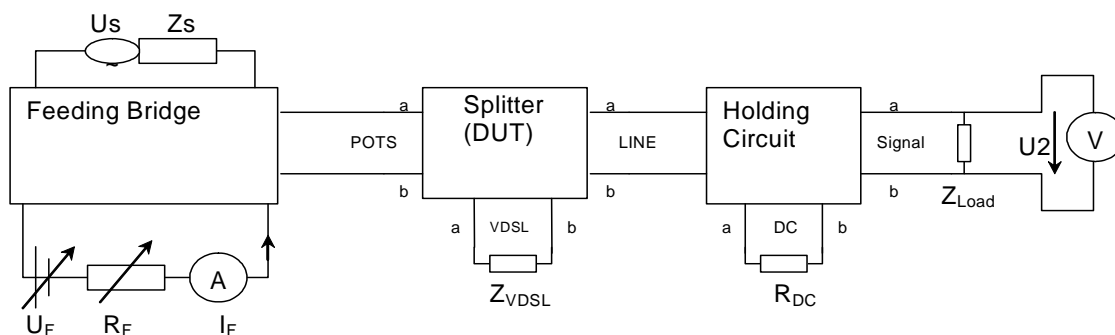 Us Zs
~
Feeding Bridge
a
POTS
b
Splitter
(DUT)
a
LINE
b
Holding
Circuit
a
Signal
b
U2
V
ZLoad
a VDSL b
ZVDSL
a DC b
RDC
A
UF RF IF